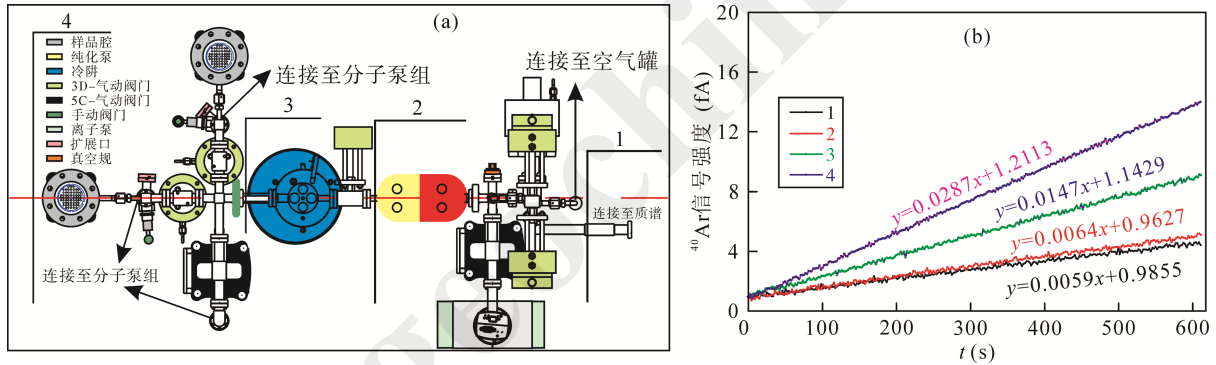 (a)
4
样品腔
纯化泵
冷阱
3D-气动阀门
5C-气动阀门
手动阀门
离子泵
扩展口
真空规
连接至分子泵组
3
2
连接至空气罐
1
连接至质谱
连接至分子泵组
(b)
⁴⁰Ar信号强度 (fA)
20
16
12
8
4
0
1
2
3
4
y=0.0287x+1.2113
y=0.0147x+1.1429
y=0.0064x+0.9627
y=0.0059x+0.9855
0 100 200 300 400 500 600
t (s)